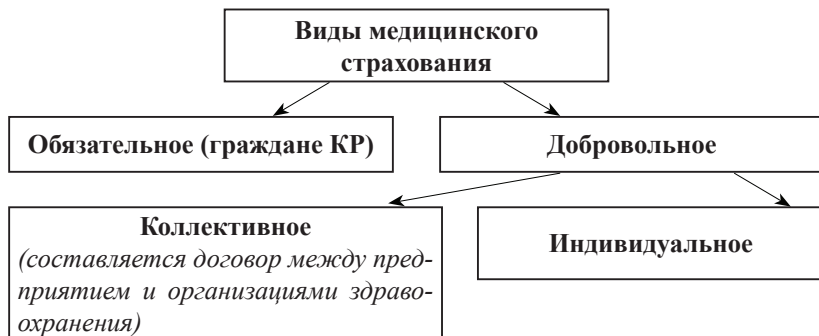 Виды медицинского
страхования
Обязательное (граждане КР)
Добровольное
Коллективное
(составляется договор между пред-
приятием и организациями здраво-
охранения)
Индивидуальное